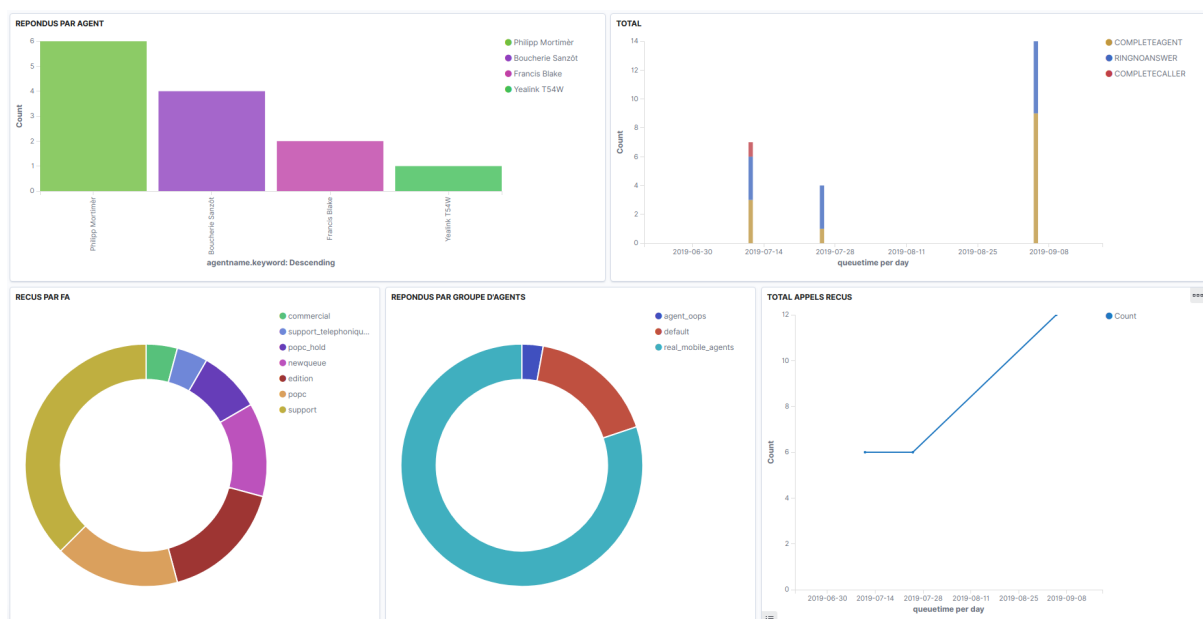 REPONDUS PAR AGENT
6
5
4
3
2
1
0
Count
Philipp Mortimèr
Boucherie Sanzôt
Francis Blake
Yealink T54W
agentname.keyword: Descending
Philipp Mortimèr
Boucherie Sanzôt
Francis Blake
Yealink T54W
TOTAL
14
12
10
8
6
4
2
0
Count
2019-06-30
2019-07-14
2019-07-28
2019-08-11
2019-08-25
2019-09-08
queuetime per day
COMPLETEAGENT
RINGNOANSWER
COMPLETECALLER
RECUS PAR FA
commercial
support_telephoniqu...
popc_hold
newqueue
edition
popc
support
REPONDUS PAR GROUPE D'AGENTS
agent_oops
default
real_mobile_agents
TOTAL APPELS RECUS
12
10
8
6
4
2
0
Count
2019-06-30
2019-07-14
2019-07-28
2019-08-11
2019-08-25
2019-09-08
queuetime per day
Count